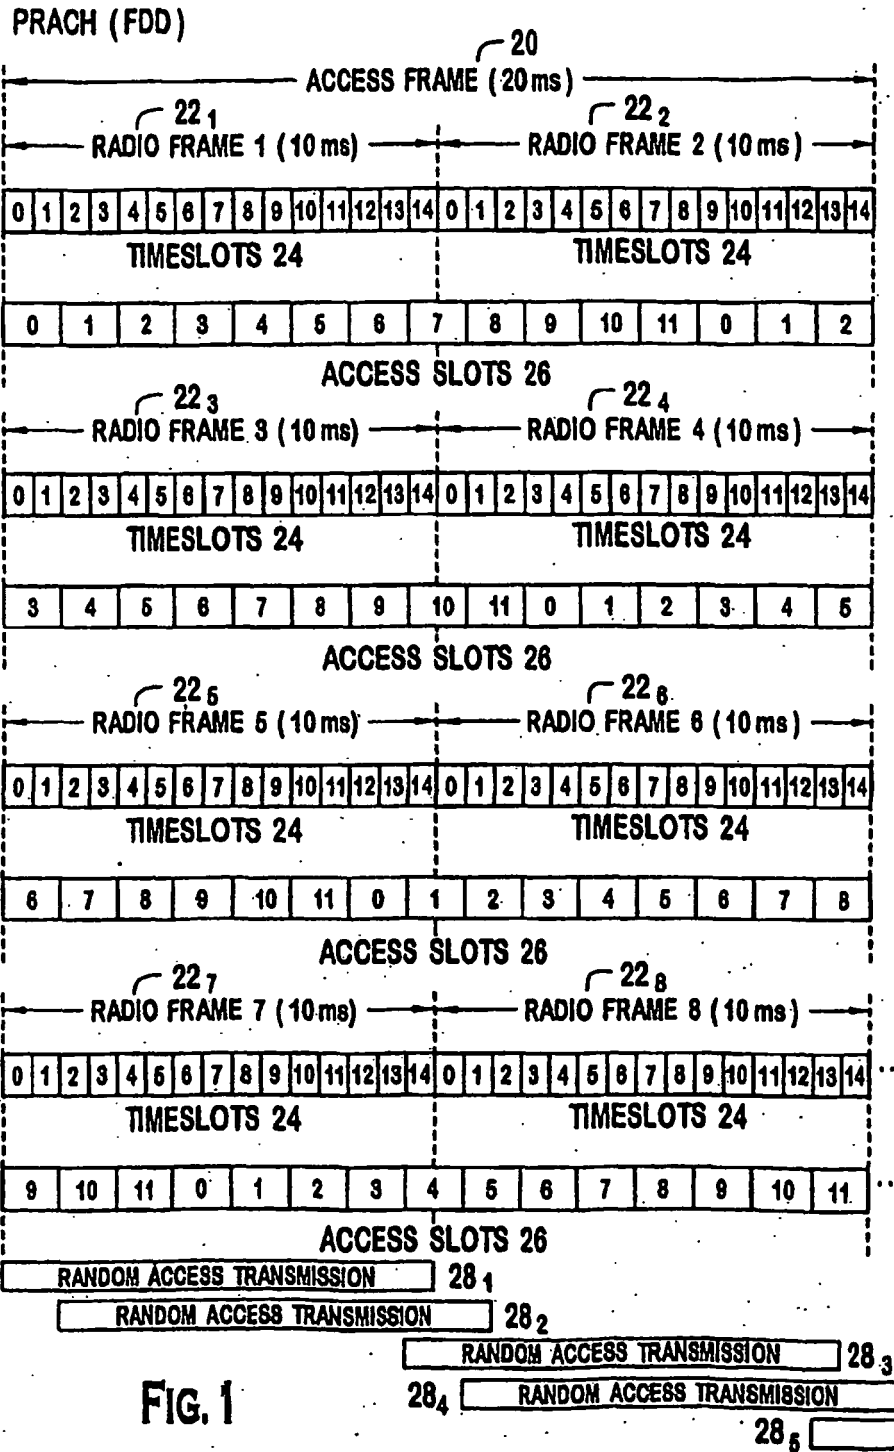 PRACH (FDD)
20
ACCESS FRAME (20 ms)
22 1 22 2
RADIO FRAME 1 (10 ms) RADIO FRAME 2 (10 ms)
0 1 2 3 4 5 6 7 8 9 10 11 12 13 14 0 1 2 3 4 5 6 7 8 9 10 11 12 13 14
TIMESLOTS 24 TIMESLOTS 24
0 1 2 3 4 5 6 7 8 9 10 11 0 1 2
ACCESS SLOTS 26
22 3 22 4
RADIO FRAME 3 (10 ms) RADIO FRAME 4 (10 ms)
0 1 2 3 4 5 6 7 8 9 10 11 12 13 14 0 1 2 3 4 5 6 7 8 9 10 11 12 13 14
TIMESLOTS 24 TIMESLOTS 24
3 4 5 6 7 8 9 10 11 0 1 2 3 4 5
ACCESS SLOTS 26
22 5 22 6
RADIO FRAME 5 (10 ms) RADIO FRAME 6 (10 ms)
0 1 2 3 4 5 6 7 8 9 10 11 12 13 14 0 1 2 3 4 5 6 7 8 9 10 11 12 13 14
TIMESLOTS 24 TIMESLOTS 24
6 7 8 9 10 11 0 1 2 3 4 5 6 7 8
ACCESS SLOTS 26
22 7 22 8
RADIO FRAME 7 (10 ms) RADIO FRAME 8 (10 ms)
0 1 2 3 4 5 6 7 8 9 10 11 12 13 14 0 1 2 3 4 5 6 7 8 9 10 11 12 13 14 ..
TIMESLOTS 24 TIMESLOTS 24
9 10 11 0 1 2 3 4 5 6 7 8 9 10 11 ..
ACCESS SLOTS 26
RANDOM ACCESS TRANSMISSION 28 1
RANDOM ACCESS TRANSMISSION 28 2
RANDOM ACCESS TRANSMISSION 28 3
28 4 RANDOM ACCESS TRANSMISSION
28 5
FIG. 1